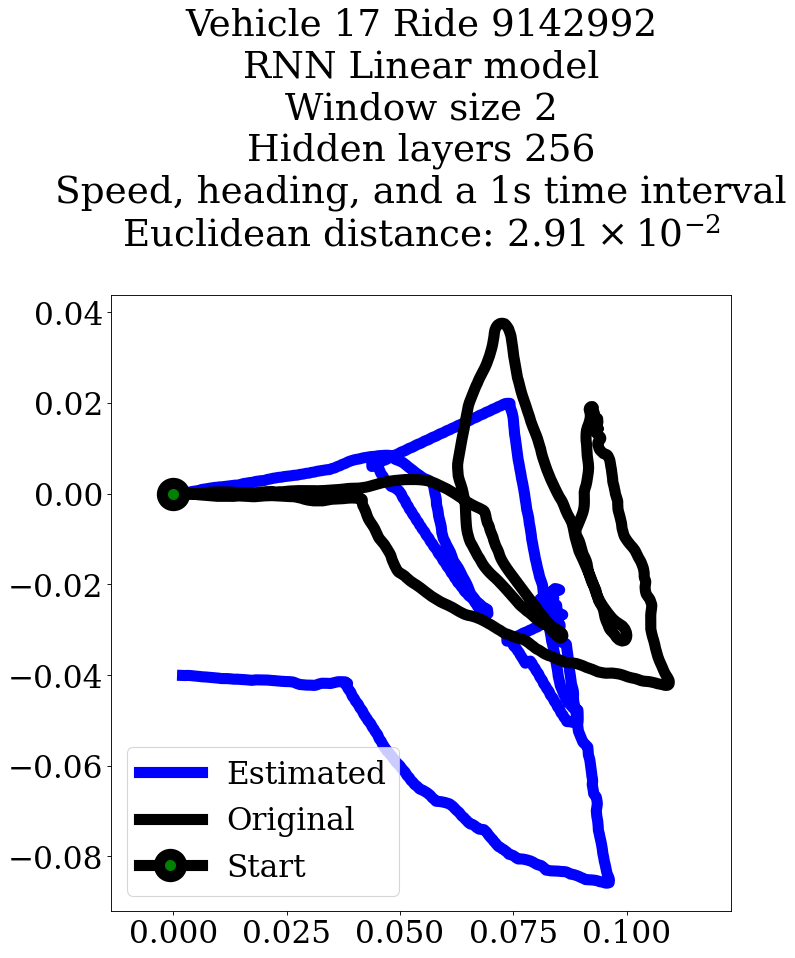 Vehicle 17 Ride 9142992
RNN Linear model
Window size 2
Hidden layers 256
Speed, heading, and a 1s time interval
Euclidean distance: 2.91 × 10⁻²
0.04
0.02
0.00
−0.02
−0.04
−0.06
−0.08
Estimated
Original
Start
0.000 0.025 0.050 0.075 0.100